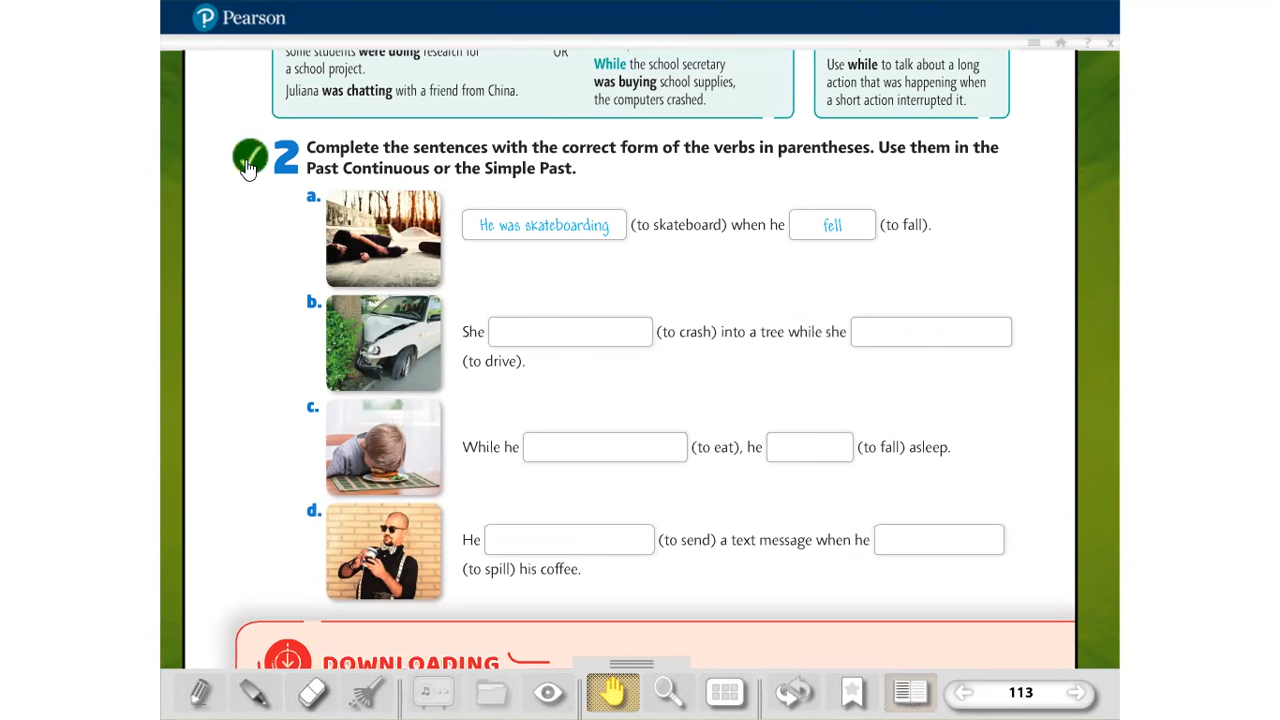 Pearson
some students were doing research for
a school project.
Juliana was chatting with a friend from China.
OR
While the school secretary
was buying school supplies,
the computers crashed.
Use while to talk about a long
action that was happening when
a short action interrupted it.
2 Complete the sentences with the correct form of the verbs in parentheses. Use them in the
Past Continuous or the Simple Past.
a.
He was skateboarding (to skateboard) when he fell (to fall).
b.
She (to crash) into a tree while she
(to drive).
c.
While he (to eat), he (to fall) asleep.
d.
He (to send) a text message when he
(to spill) his coffee.
DOWNLOADING
113